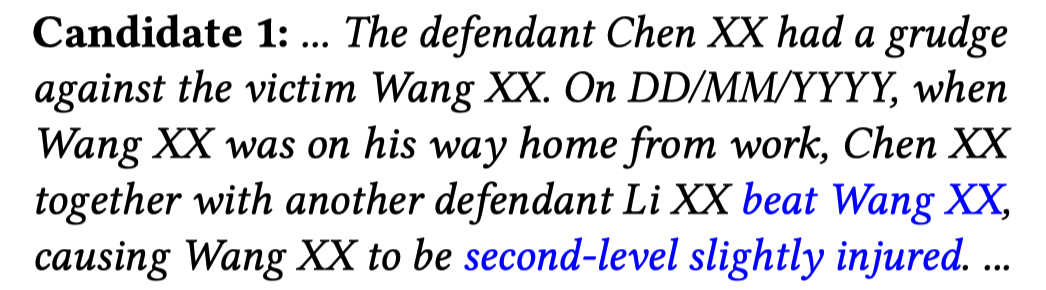 Candidate 1: ... The defendant Chen XX had a grudge
against the victim Wang XX. On DD/MM/YYYY, when
Wang XX was on his way home from work, Chen XX
together with another defendant Li XX beat Wang XX,
causing Wang XX to be second-level slightly injured. ...